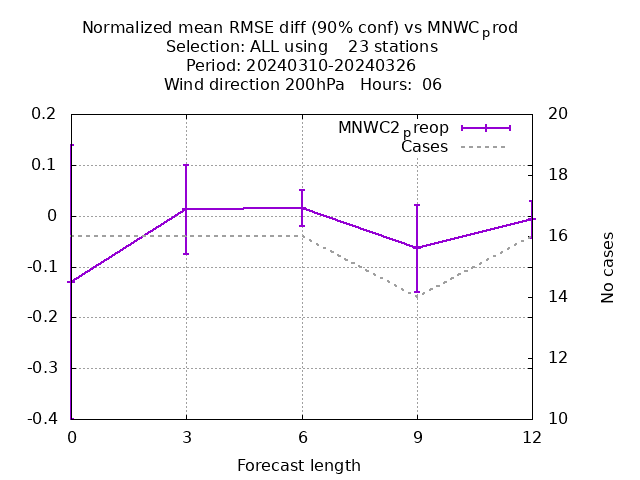 Normalized mean RMSE diff (90% conf) vs MNWCprod
Selection: ALL using    23 stations
Period: 20240310-20240326
Wind direction 200hPa   Hours:  06
MNWC2preop
Cases
0.2
0.1
0
-0.1
-0.2
-0.3
-0.4
20
18
16
14
12
10
No cases
0 3 6 9 12
Forecast length